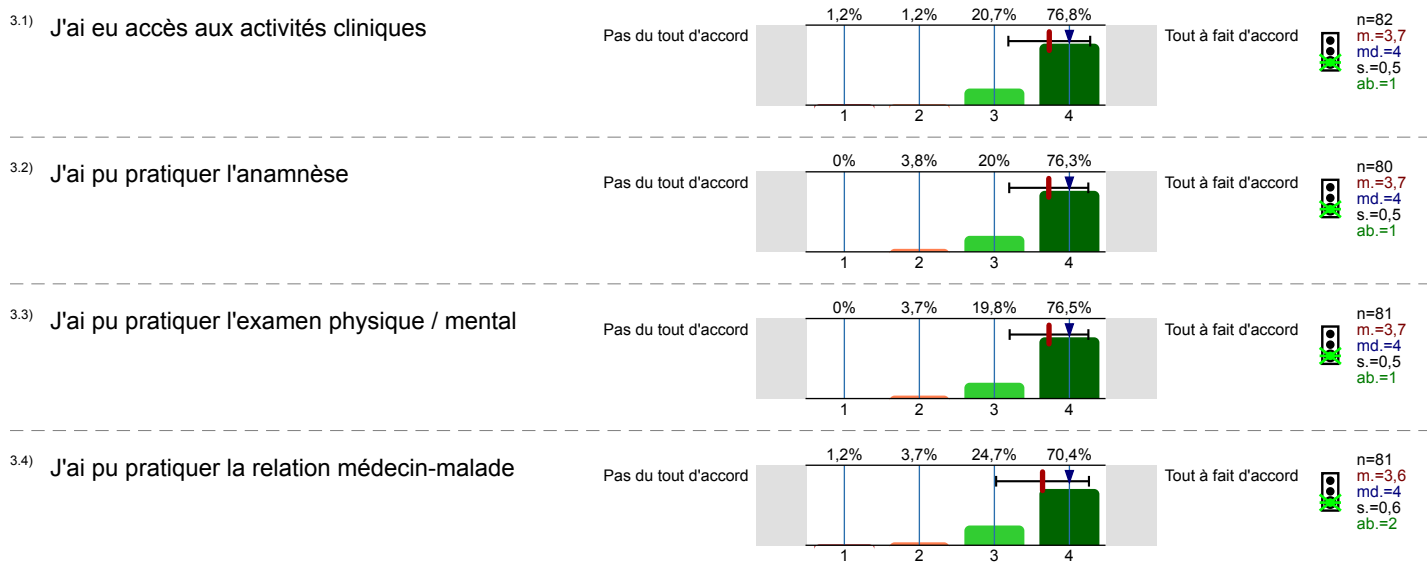 3.1) J'ai eu accès aux activités cliniques
Pas du tout d'accord
1,2% 1,2% 20,7% 76,8%
1 2 3 4
Tout à fait d'accord
n=82
m.=3,7
md.=4
s.=0,5
ab.=1
3.2) J'ai pu pratiquer l'anamnèse
Pas du tout d'accord
0% 3,8% 20% 76,3%
1 2 3 4
Tout à fait d'accord
n=80
m.=3,7
md.=4
s.=0,5
ab.=1
3.3) J'ai pu pratiquer l'examen physique / mental
Pas du tout d'accord
0% 3,7% 19,8% 76,5%
1 2 3 4
Tout à fait d'accord
n=81
m.=3,7
md.=4
s.=0,5
ab.=1
3.4) J'ai pu pratiquer la relation médecin-malade
Pas du tout d'accord
1,2% 3,7% 24,7% 70,4%
1 2 3 4
Tout à fait d'accord
n=81
m.=3,6
md.=4
s.=0,6
ab.=2